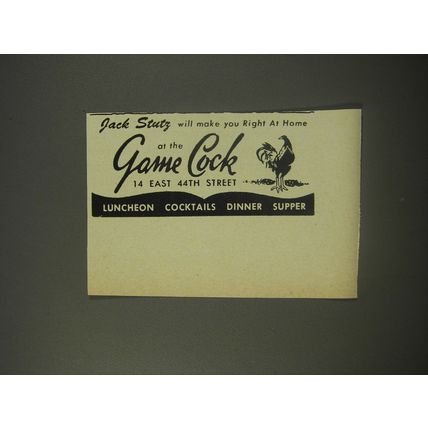 Jack Stutz will make you Right At Home
at the
Game Cock
14 EAST 44TH STREET
LUNCHEON COCKTAILS DINNER SUPPER